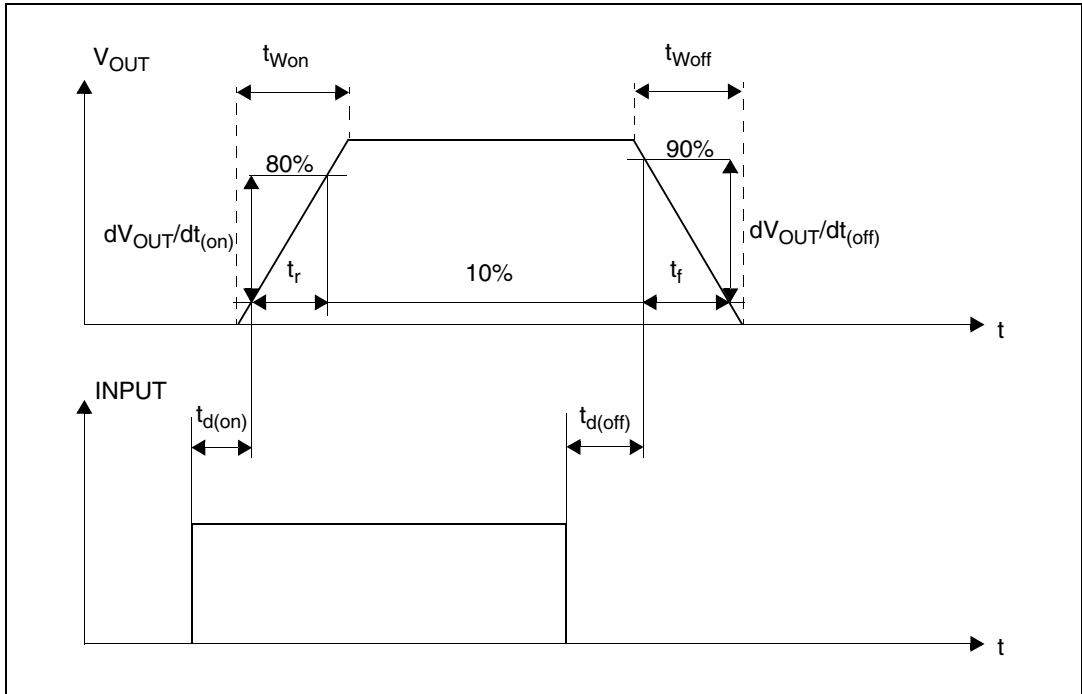 V_OUT
t_Won
t_Woff
80%
90%
dV_OUT/dt_(on)
dV_OUT/dt_(off)
t_r
10%
t_f
t
INPUT
t_d(on)
t_d(off)
t